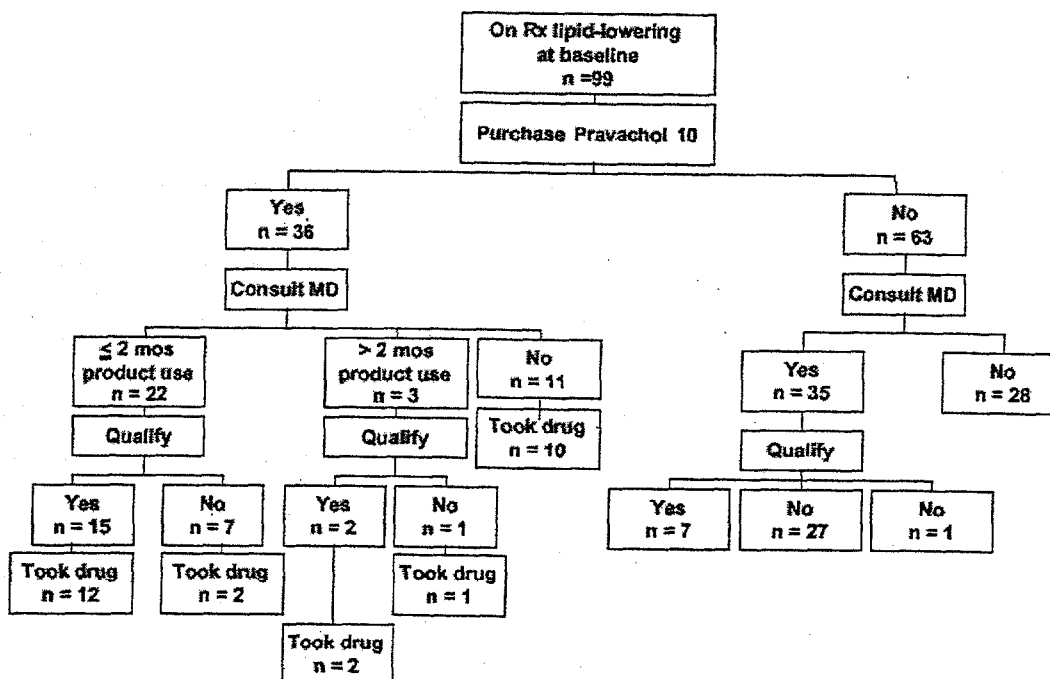 On Rx lipid-lowering
at baseline
n =99
Purchase Pravachol 10
Yes
n = 36
No
n = 63
Consult MD
Consult MD
≤ 2 mos
product use
n = 22
> 2 mos
product use
n = 3
No
n = 11
Yes
n = 35
No
n = 28
Qualify
Qualify
Took drug
n = 10
Qualify
Yes
n = 15
No
n = 7
Yes
n = 2
No
n = 1
Yes
n = 7
No
n = 27
No
n = 1
Took drug
n = 12
Took drug
n = 2
Took drug
n = 1
Took drug
n = 2